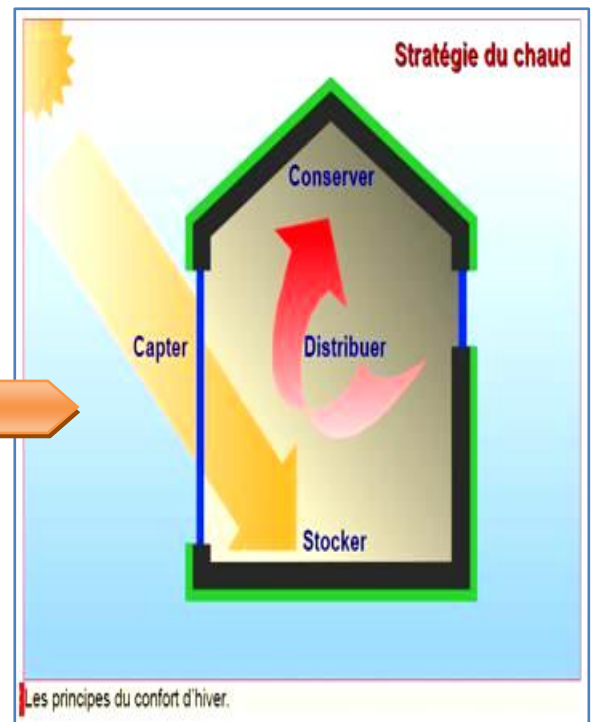 Stratégie du chaud
Conserver
Capter
Distribuer
Stocker
Les principes du confort d'hiver.